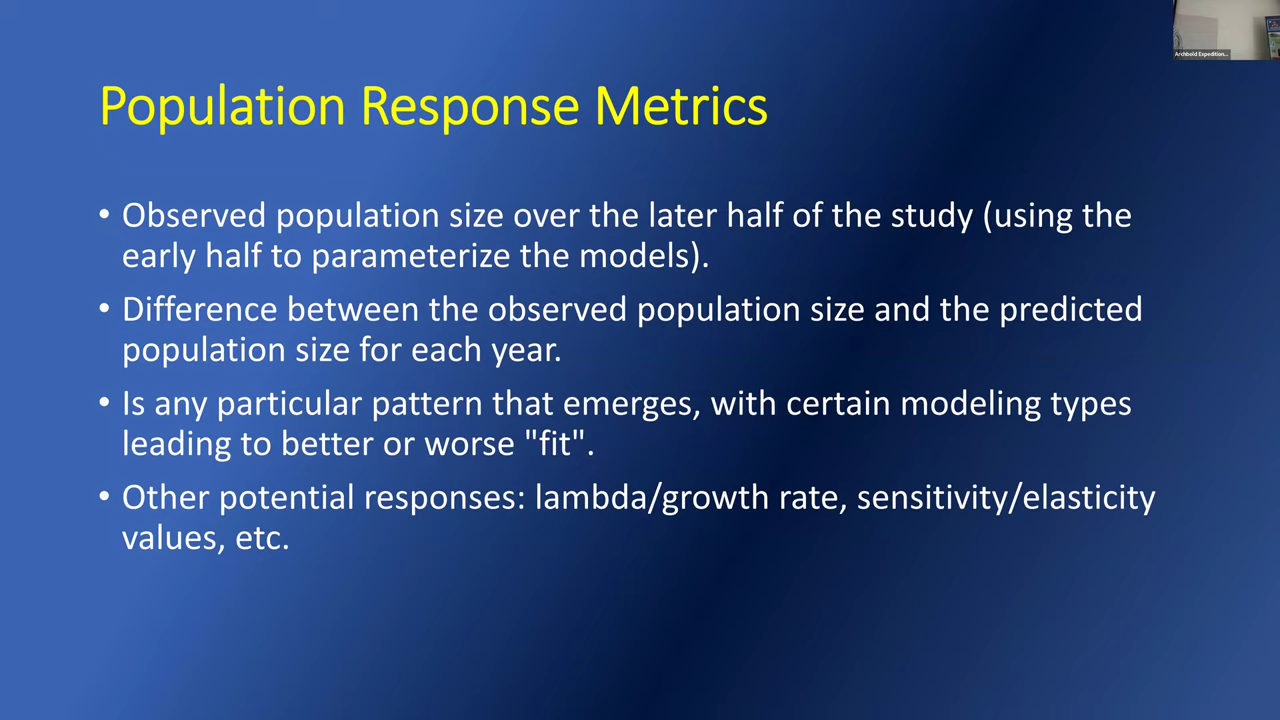 Archbold Expedition...
Population Response Metrics
• Observed population size over the later half of the study (using the
early half to parameterize the models).
• Difference between the observed population size and the predicted
population size for each year.
• Is any particular pattern that emerges, with certain modeling types
leading to better or worse "fit".
• Other potential responses: lambda/growth rate, sensitivity/elasticity
values, etc.